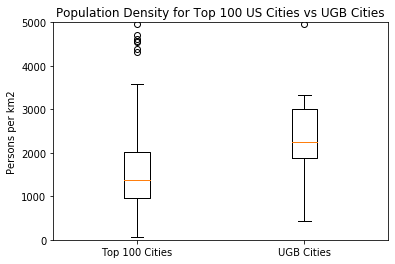 Population Density for Top 100 US Cities vs UGB Cities
Persons per km2
5000
4000
3000
2000
1000
0
Top 100 Cities
UGB Cities